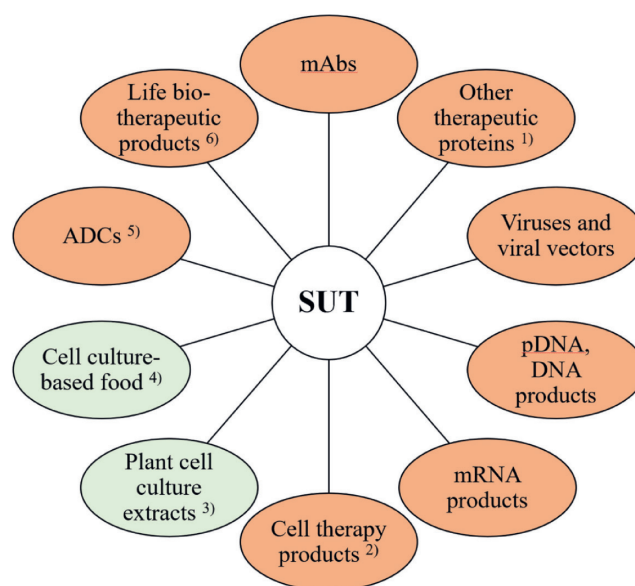 mAbs
Other
therapeutic
proteins 1)
Viruses and
viral vectors
pDNA,
DNA
products
mRNA
products
Cell therapy
products 2)
Plant cell
culture
extracts 3)
Cell culture-
based food 4)
ADCs 5)
Life bio-
therapeutic
products 6)
SUT